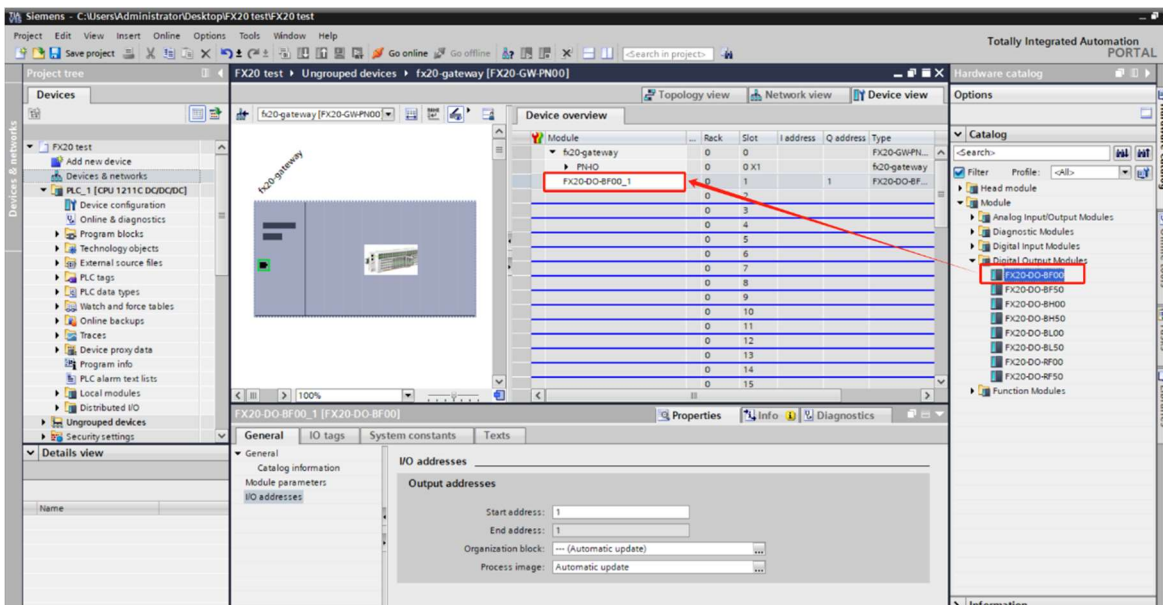 Siemens - C:\Users\Administrator\Desktop\FX20 test\FX20 test
Project Edit View Insert Online Options Tools Window Help
Totally Integrated Automation
PORTAL
Save project
Go online
Go offline
<Search in project>
Project tree
FX20 test ▸ Ungrouped devices ▸ fx20-gateway [FX20-GW-PN00]
Hardware catalog
Devices
Topology view
Network view
Device view
Options
Devices & networks
fx20-gateway [FX20-GW-PN00]
Device overview
Catalog
<Search>
Filter Profile: <All>
Head module
Module
Analog Input/Output Modules
Diagnostic Modules
Digital Input Modules
Digital Output Modules
FX20-DO-BF00
FX20-DO-BF50
FX20-DO-BH00
FX20-DO-BH50
FX20-DO-BL00
FX20-DO-BL50
FX20-DO-RF00
FX20-DO-RF50
Function Modules
FX20 test
Add new device
Devices & networks
PLC_1 [CPU 1211C DC/DC/DC]
Device configuration
Online & diagnostics
Program blocks
Technology objects
External source files
PLC tags
PLC data types
Watch and force tables
Online backups
Traces
Device proxy data
Program info
PLC alarm text lists
Local modules
Distributed I/O
Ungrouped devices
Security settings
Details view
Name
fx20-gateway
100%
Module ... Rack Slot I address Q address Type
fx20-gateway 0 0 FX20-GW-PN...
PN-IO 0 0 X1 fx20-gateway
FX20-DO-BF00_1 0 1 1 FX20-DO-BF...
0 2
0 3
0 4
0 5
0 6
0 7
0 8
0 9
0 10
0 11
0 12
0 13
0 14
0 15
FX20-DO-BF00_1 [FX20-DO-BF00]
Properties
Info
Diagnostics
General IO tags System constants Texts
General
Catalog information
Module parameters
I/O addresses
I/O addresses
Output addresses
Start address: 1
End address: 1
Organization block: --- (Automatic update)
Process image: Automatic update
Information